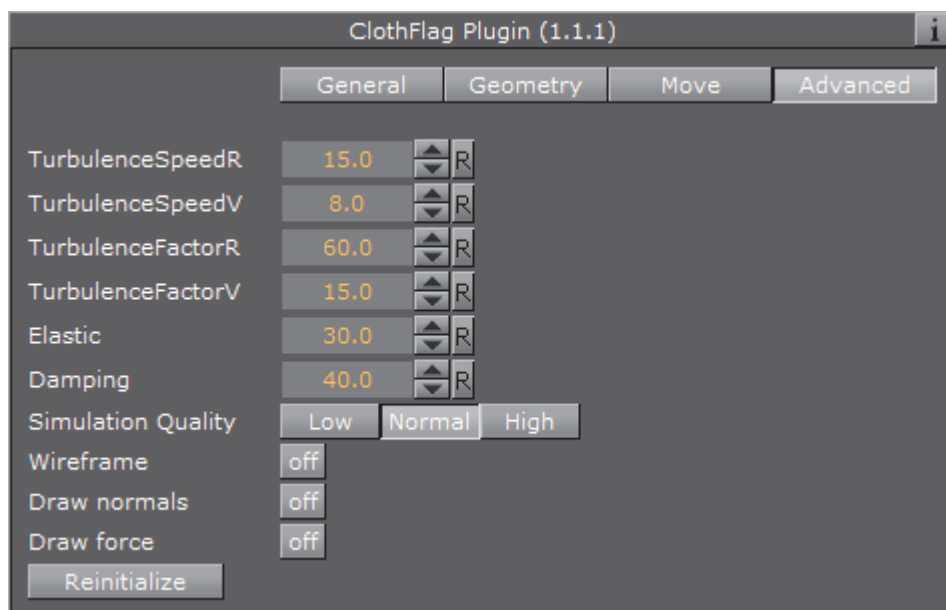 ClothFlag Plugin (1.1.1) i
General Geometry Move Advanced
TurbulenceSpeedR 15.0 R
TurbulenceSpeedV 8.0 R
TurbulenceFactorR 60.0 R
TurbulenceFactorV 15.0 R
Elastic 30.0 R
Damping 40.0 R
Simulation Quality Low Normal High
Wireframe off
Draw normals off
Draw force off
Reinitialize